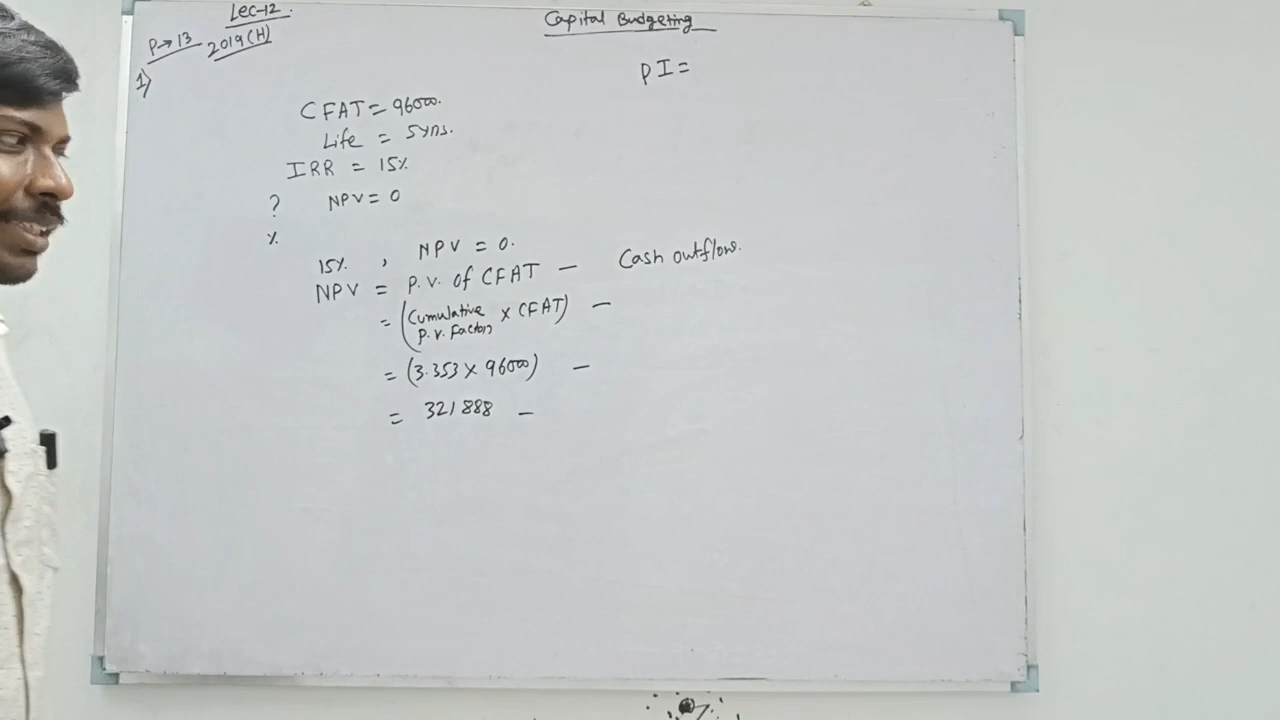 Lec-12.
Capital Budgeting
P→13 2019(H)
1)
PI=
CFAT = 96000.
Life = 5yrs.
IRR = 15%
? NPV = 0
%
15% , NPV = 0.
NPV = P.V. of CFAT — Cash outflow.
= (Cumulative P.V. Factors × CFAT) —
= (3.353 × 96000) —
= 321888 —